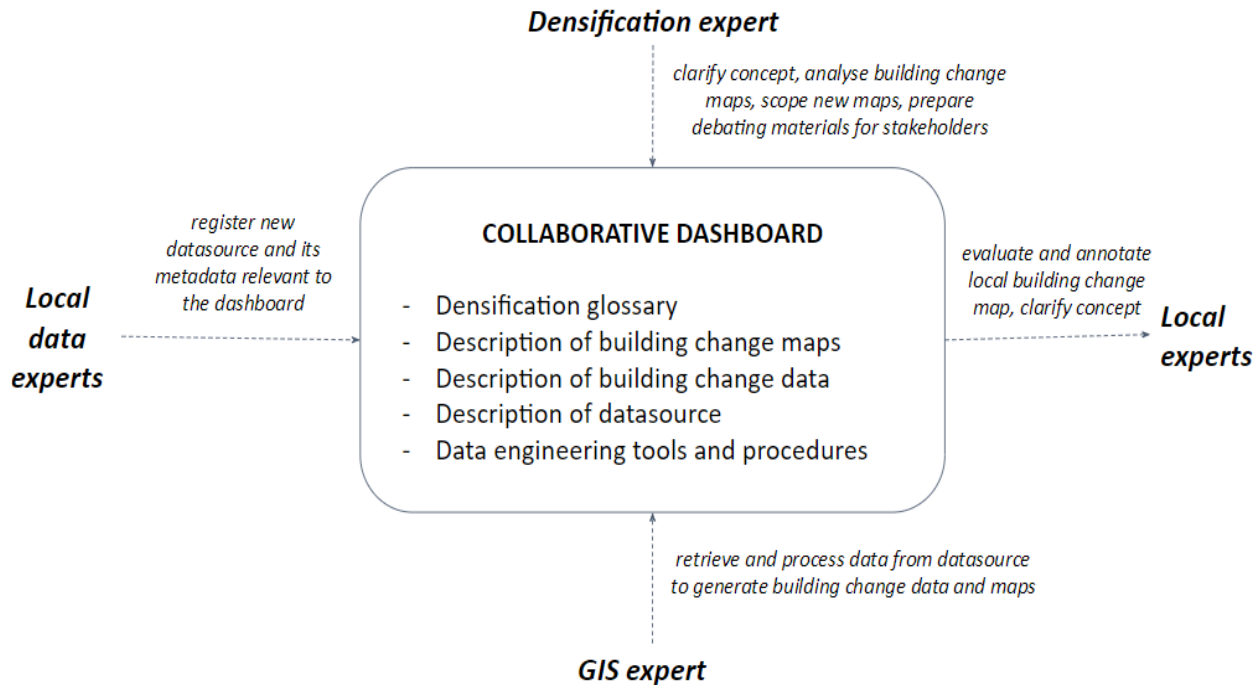 Densification expert
clarify concept, analyse building change
maps, scope new maps, prepare
debating materials for stakeholders
register new
datasource and its
metadata relevant to
the dashboard
Local
data
experts
COLLABORATIVE DASHBOARD
- Densification glossary
- Description of building change maps
- Description of building change data
- Description of datasource
- Data engineering tools and procedures
evaluate and annotate
local building change
map, clarify concept
Local
experts
retrieve and process data from datasource
to generate building change data and maps
GIS expert